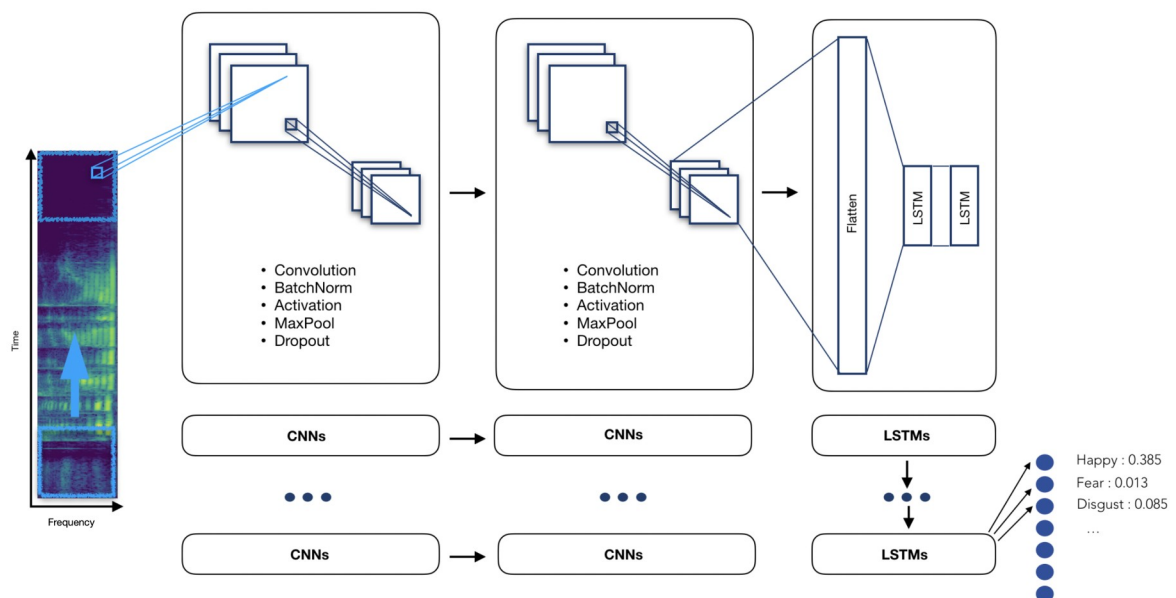 Time
Frequency
• Convolution
• BatchNorm
• Activation
• MaxPool
• Dropout
• Convolution
• BatchNorm
• Activation
• MaxPool
• Dropout
Flatten
LSTM
LSTM
CNNs
CNNs
LSTMs
CNNs
CNNs
LSTMs
Happy : 0.385
Fear : 0.013
Disgust : 0.085
...